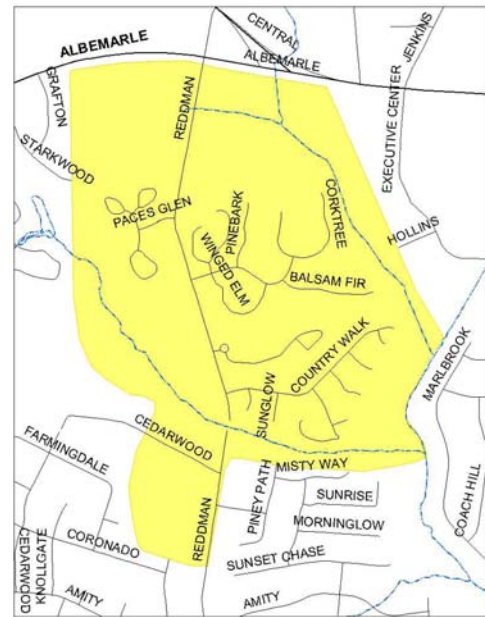 CENTRAL
JENKINS
ALBEMARLE
ALBEMARLE
GRAFTON
REDDMAN
EXECUTIVE CENTER
STARKWOOD
PACES GLEN
PINEBARK
CORKTREE
WINGED ELM
HOLLINS
BALSAM FIR
COUNTRY WALK
MARLBROOK
SUNGLOW
CEDARWOOD
FARMINGDALE
MISTY WAY
PINEY PATH
SUNRISE
COACH HILL
REDDMAN
MORNINGLOW
CORONADO
CEDARWOOD
KNOLLGATE
SUNSET CHASE
AMITY
AMITY